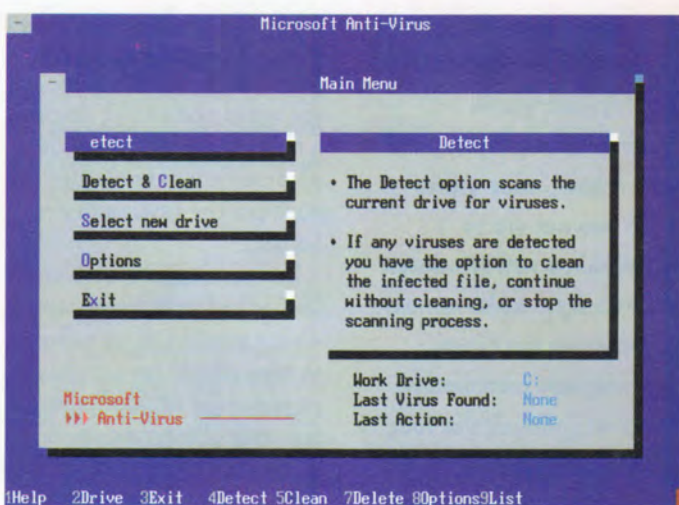 Microsoft Anti-Virus
Main Menu
etect
Detect & Clean
Select new drive
Options
Exit
Detect
• The Detect option scans the
current drive for viruses.
• If any viruses are detected
you have the option to clean
the infected file, continue
without cleaning, or stop the
scanning process.
Work Drive: C:
Last Virus Found: None
Last Action: None
Microsoft
Anti-Virus
1Help 2Drive 3Exit 4Detect 5Clean 7Delete 8Options9List